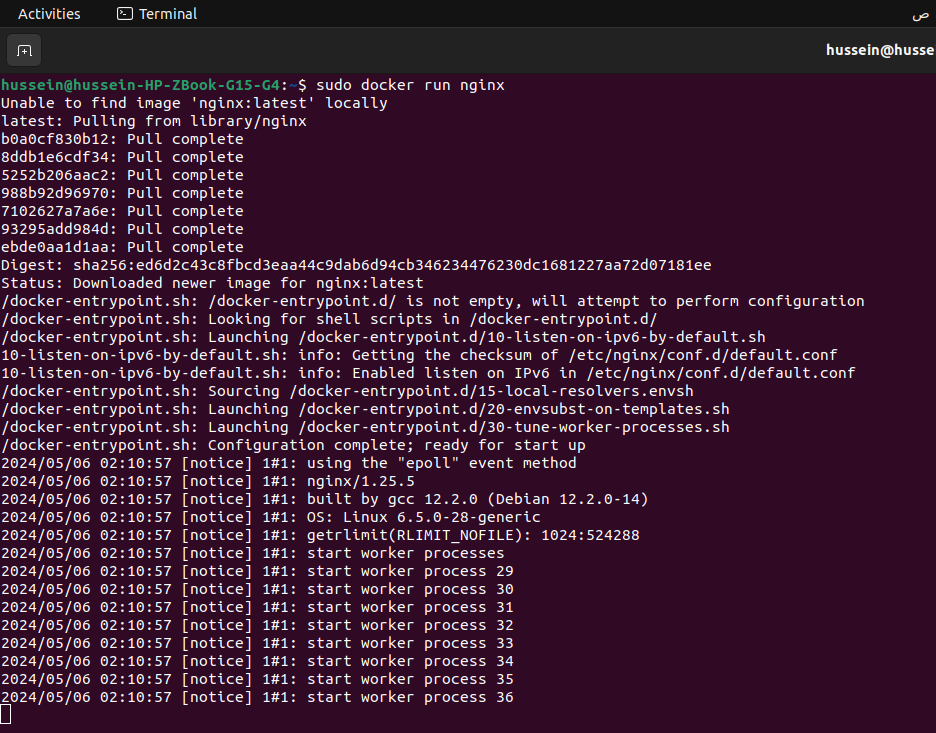 Activities
Terminal
ص
hussein@husse
hussein@hussein-HP-ZBook-G15-G4:~$ sudo docker run nginx
Unable to find image 'nginx:latest' locally
latest: Pulling from library/nginx
b0a0cf830b12: Pull complete
8ddb1e6cdf34: Pull complete
5252b206aac2: Pull complete
988b92d96970: Pull complete
7102627a7a6e: Pull complete
93295add984d: Pull complete
ebde0aa1d1aa: Pull complete
Digest: sha256:ed6d2c43c8fbcd3eaa44c9dab6d94cb346234476230dc1681227aa72d07181ee
Status: Downloaded newer image for nginx:latest
/docker-entrypoint.sh: /docker-entrypoint.d/ is not empty, will attempt to perform configuration
/docker-entrypoint.sh: Looking for shell scripts in /docker-entrypoint.d/
/docker-entrypoint.sh: Launching /docker-entrypoint.d/10-listen-on-ipv6-by-default.sh
10-listen-on-ipv6-by-default.sh: info: Getting the checksum of /etc/nginx/conf.d/default.conf
10-listen-on-ipv6-by-default.sh: info: Enabled listen on IPv6 in /etc/nginx/conf.d/default.conf
/docker-entrypoint.sh: Sourcing /docker-entrypoint.d/15-local-resolvers.envsh
/docker-entrypoint.sh: Launching /docker-entrypoint.d/20-envsubst-on-templates.sh
/docker-entrypoint.sh: Launching /docker-entrypoint.d/30-tune-worker-processes.sh
/docker-entrypoint.sh: Configuration complete; ready for start up
2024/05/06 02:10:57 [notice] 1#1: using the "epoll" event method
2024/05/06 02:10:57 [notice] 1#1: nginx/1.25.5
2024/05/06 02:10:57 [notice] 1#1: built by gcc 12.2.0 (Debian 12.2.0-14)
2024/05/06 02:10:57 [notice] 1#1: OS: Linux 6.5.0-28-generic
2024/05/06 02:10:57 [notice] 1#1: getrlimit(RLIMIT_NOFILE): 1024:524288
2024/05/06 02:10:57 [notice] 1#1: start worker processes
2024/05/06 02:10:57 [notice] 1#1: start worker process 29
2024/05/06 02:10:57 [notice] 1#1: start worker process 30
2024/05/06 02:10:57 [notice] 1#1: start worker process 31
2024/05/06 02:10:57 [notice] 1#1: start worker process 32
2024/05/06 02:10:57 [notice] 1#1: start worker process 33
2024/05/06 02:10:57 [notice] 1#1: start worker process 34
2024/05/06 02:10:57 [notice] 1#1: start worker process 35
2024/05/06 02:10:57 [notice] 1#1: start worker process 36